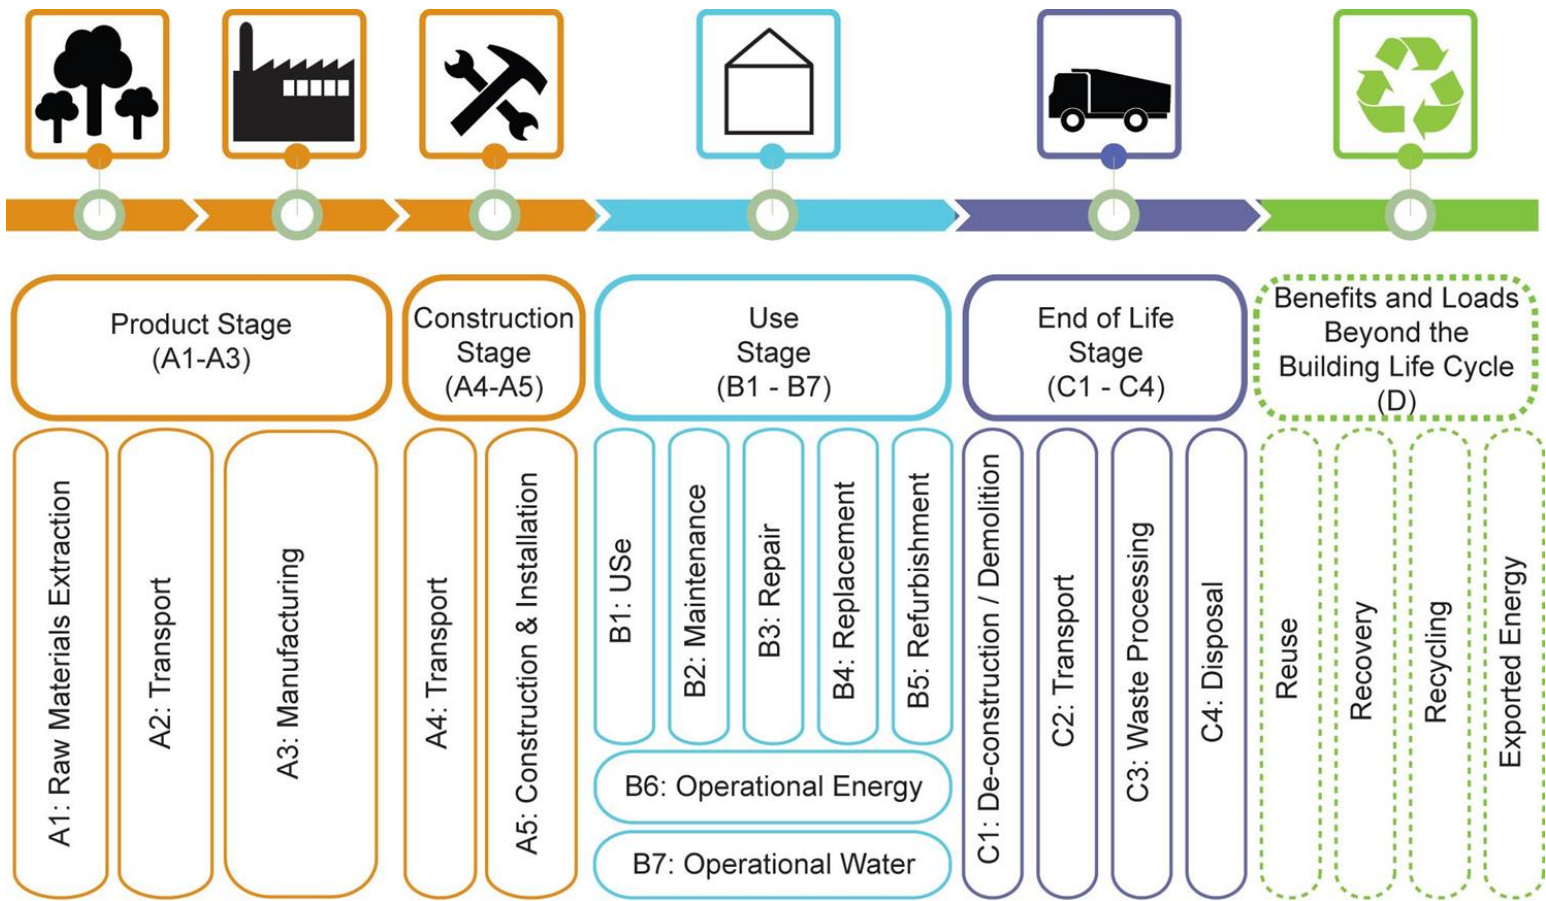 Product Stage
(A1-A3)
Construction
Stage
(A4-A5)
Use
Stage
(B1 - B7)
End of Life
Stage
(C1 - C4)
Benefits and Loads
Beyond the
Building Life Cycle
(D)
A1: Raw Materials Extraction
A2: Transport
A3: Manufacturing
A4: Transport
A5: Construction & Installation
B1: USe
B2: Maintenance
B3: Repair
B4: Replacement
B5: Refurbishment
B6: Operational Energy
B7: Operational Water
C1: De-construction / Demolition
C2: Transport
C3: Waste Processing
C4: Disposal
Reuse
Recovery
Recycling
Exported Energy